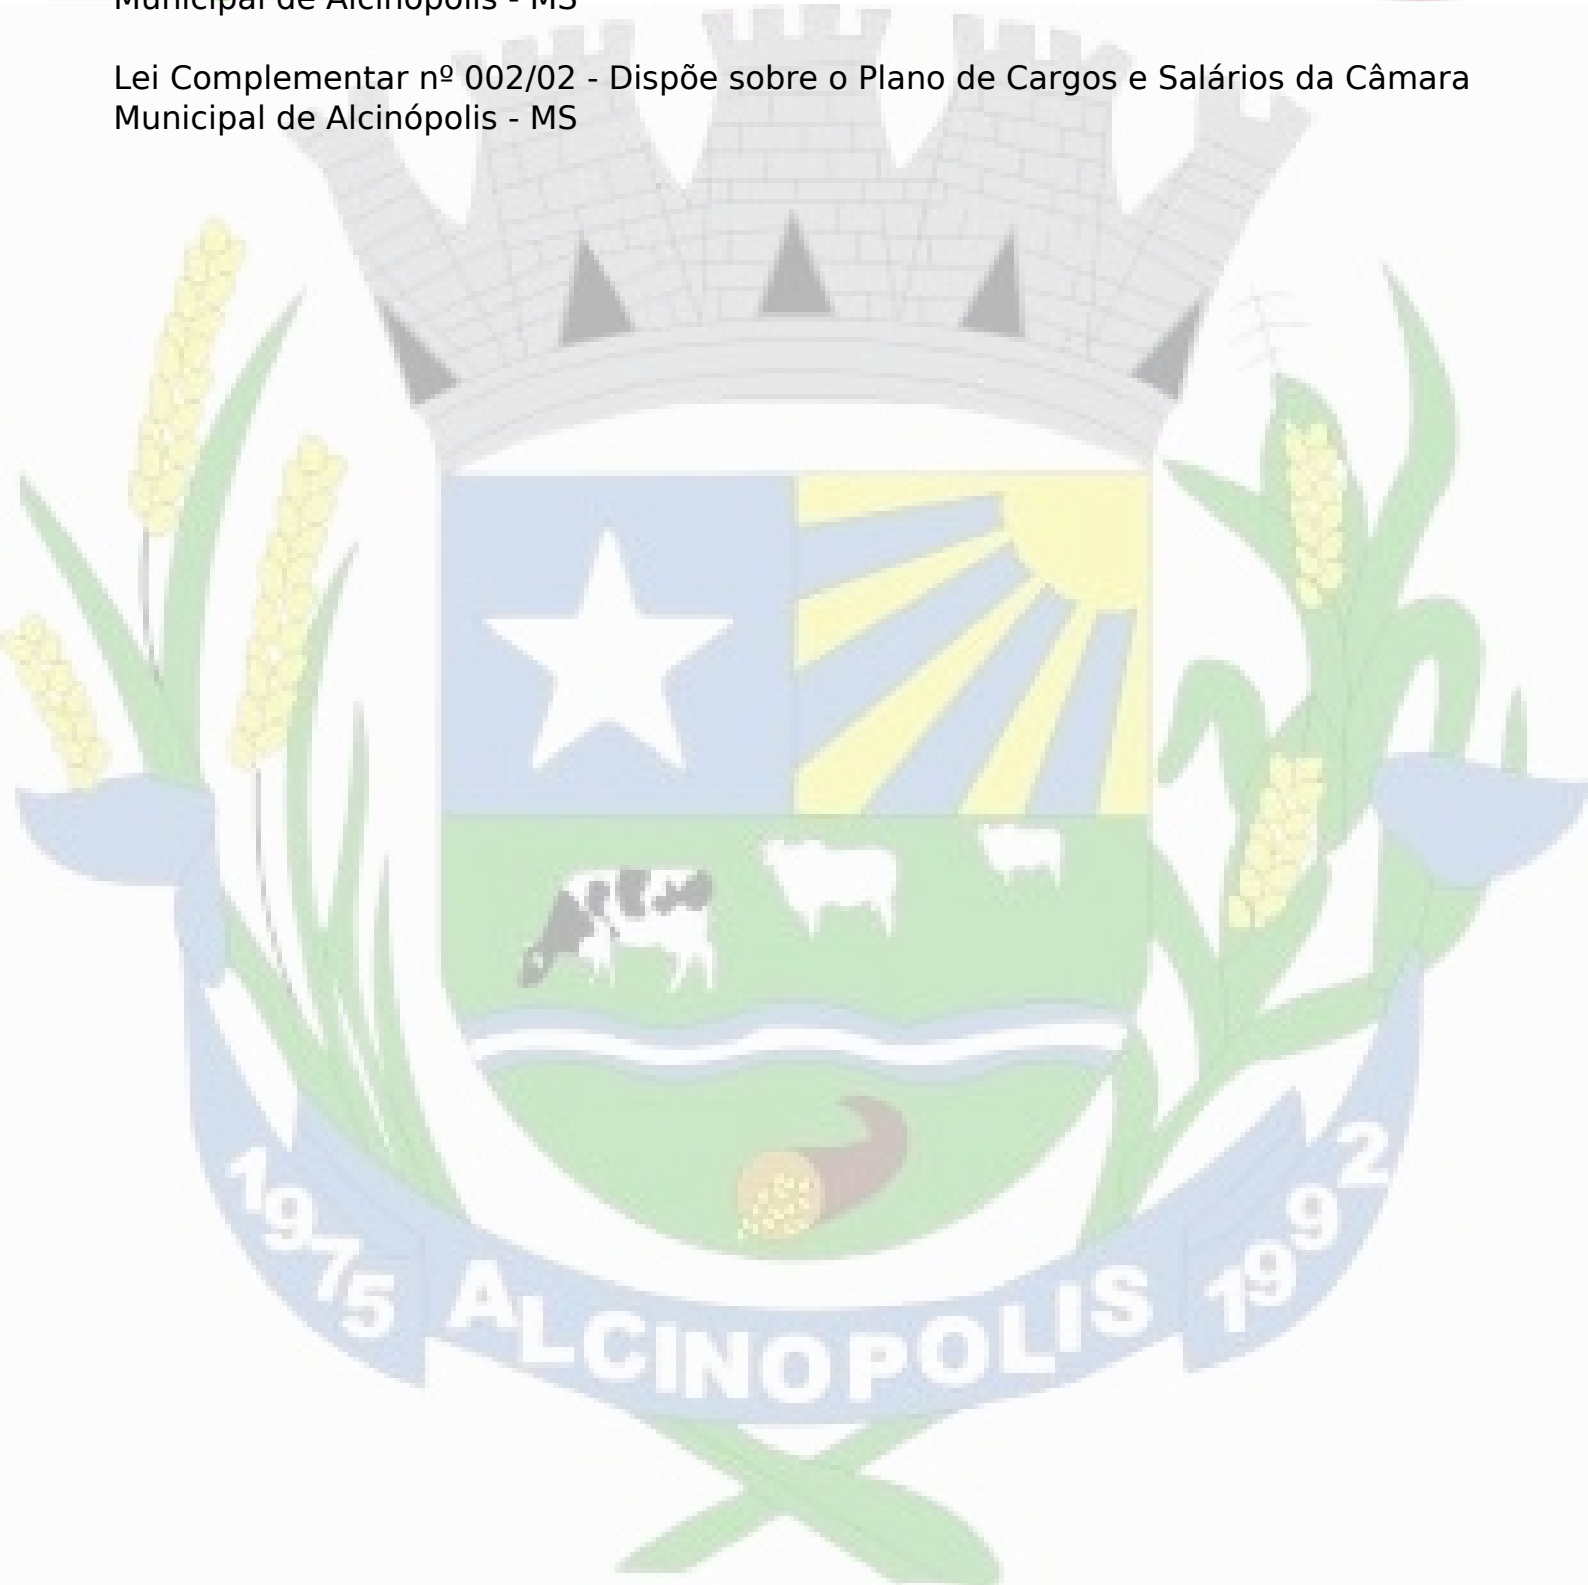 Municipal de Alcinópolis - MS
Lei Complementar nº 002/02 - Dispõe sobre o Plano de Cargos e Salários da Câmara
Municipal de Alcinópolis - MS
1975 ALCINOPOLIS 1992